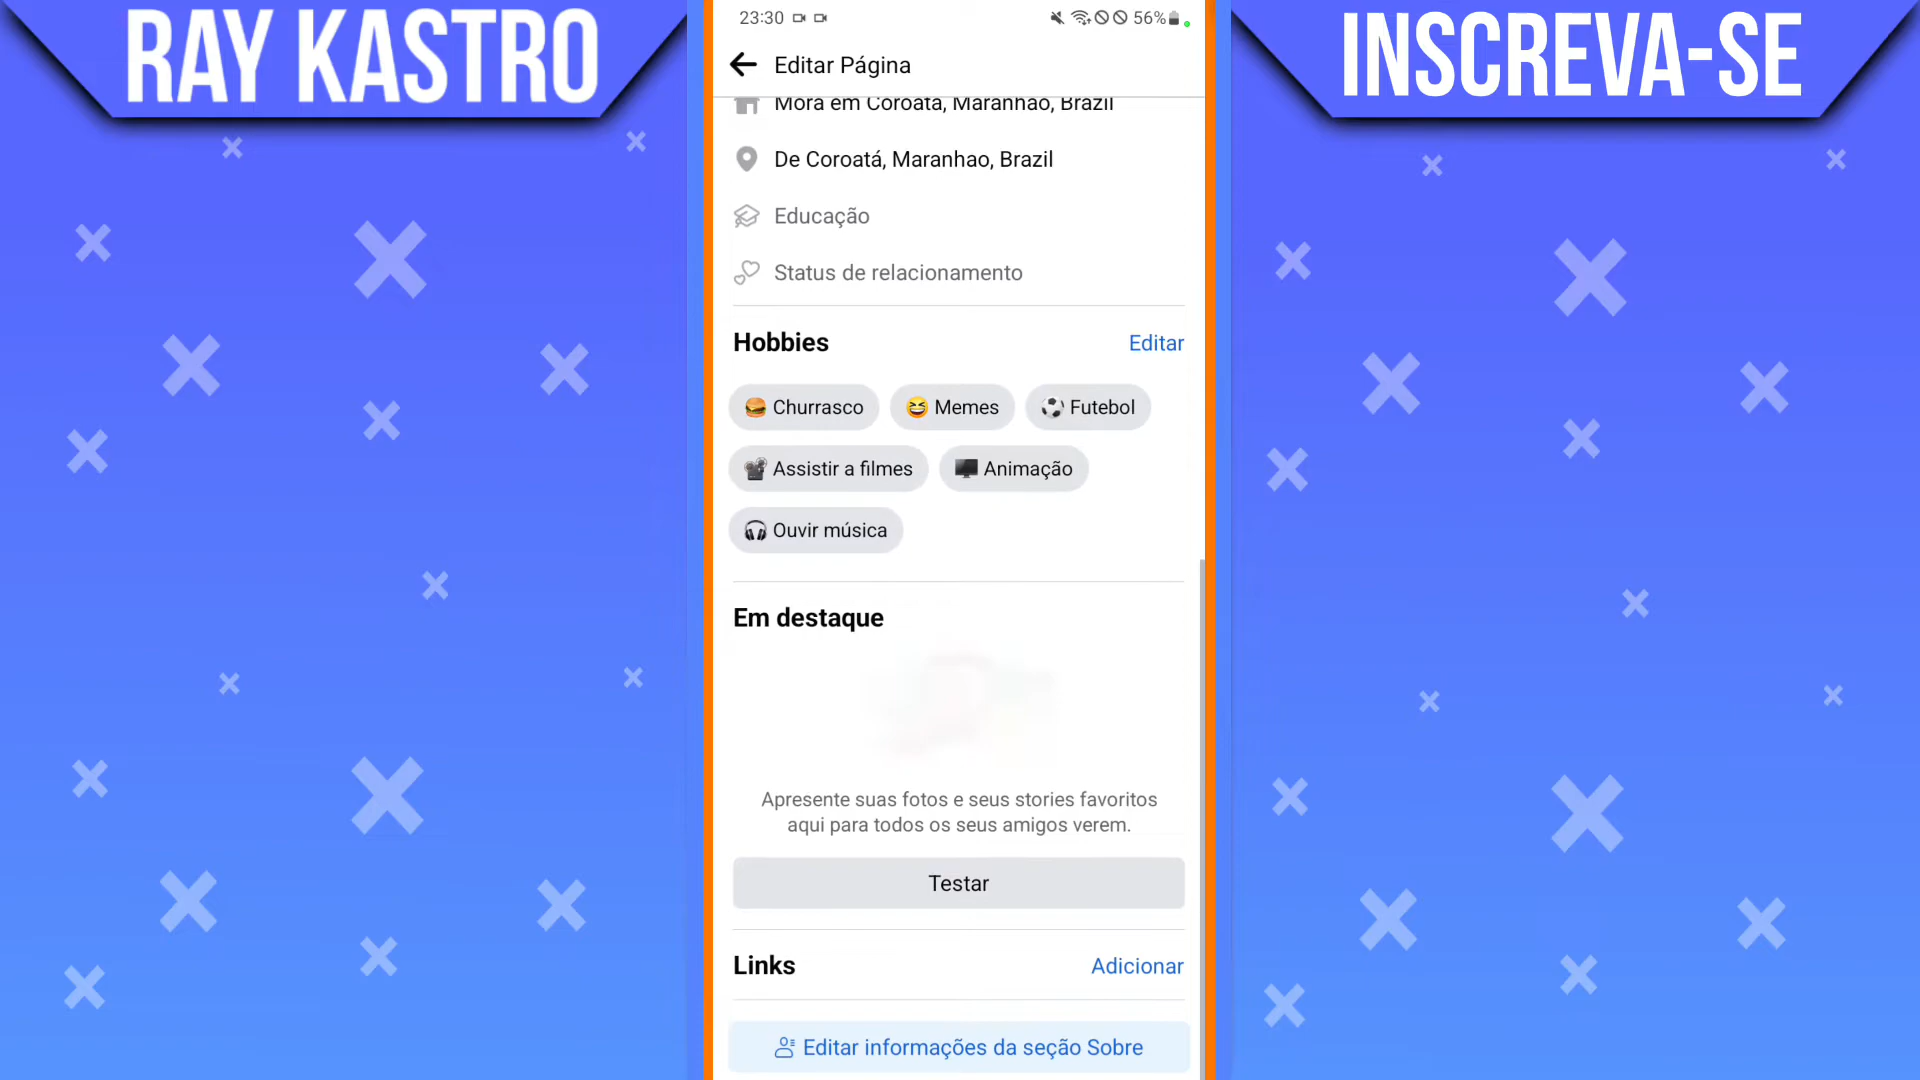 RAY KASTRO
INSCREVA-SE
23:30
56%
Editar Página
Mora em Coroatá, Maranhao, Brazil
De Coroatá, Maranhao, Brazil
Educação
Status de relacionamento
Hobbies
Editar
Churrasco
Memes
Futebol
Assistir a filmes
Animação
Ouvir música
Em destaque
Apresente suas fotos e seus stories favoritos
aqui para todos os seus amigos verem.
Testar
Links
Adicionar
Editar informações da seção Sobre